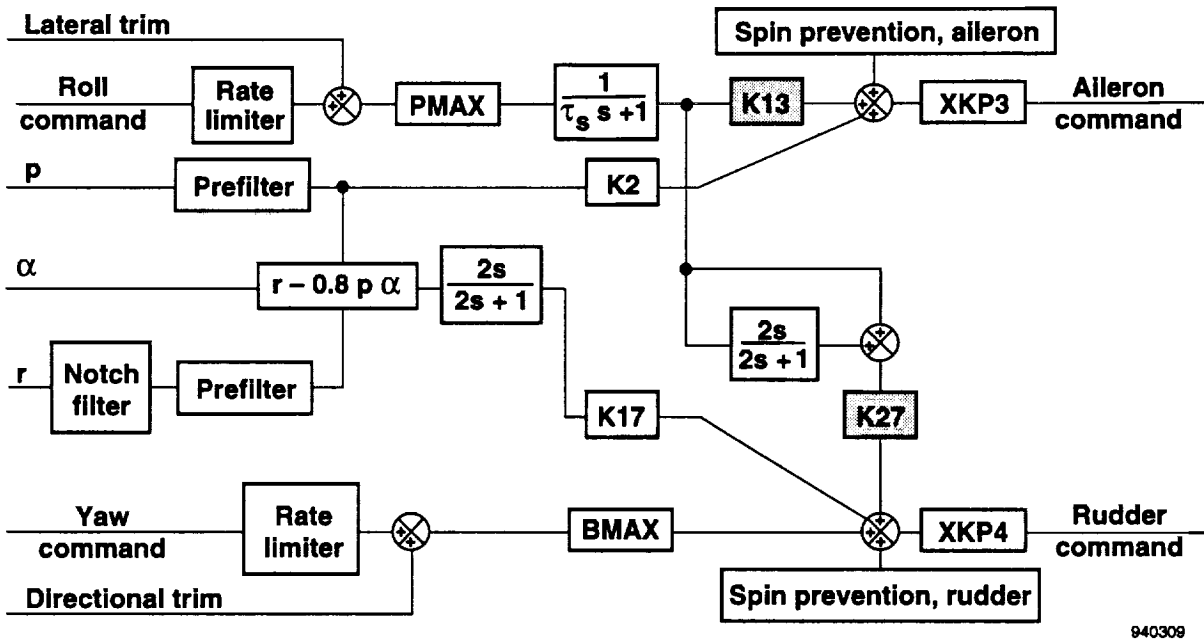 Lateral trim
Spin prevention, aileron
Roll
command
Rate
limiter
+
+
PMAX
1
τs s +1
K13
+
+
+
XKP3
Aileron
command
p
Prefilter
K2
α
r – 0.8 p α
2s
2s + 1
2s
2s + 1
+
+
r
Notch
filter
Prefilter
K17
K27
Yaw
command
Rate
limiter
+
+
BMAX
+
+
+
+
XKP4
Rudder
command
Directional trim
Spin prevention, rudder
940309